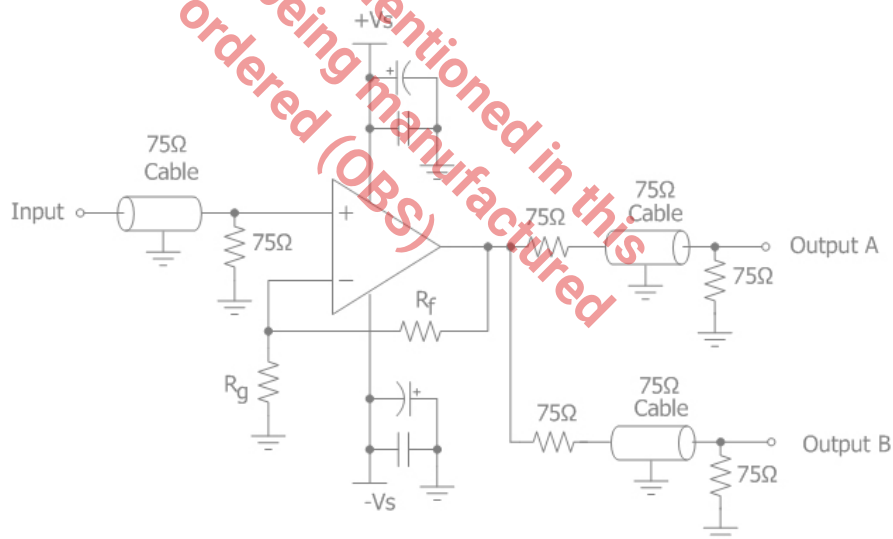 mentioned in this
being manufactured
ordered (OBS)
+Vs
+
75Ω
Cable
Input
75Ω
+
−
Rf
Rg
75Ω
75Ω
Cable
Output A
75Ω
+
75Ω
75Ω
Cable
Output B
75Ω
-Vs